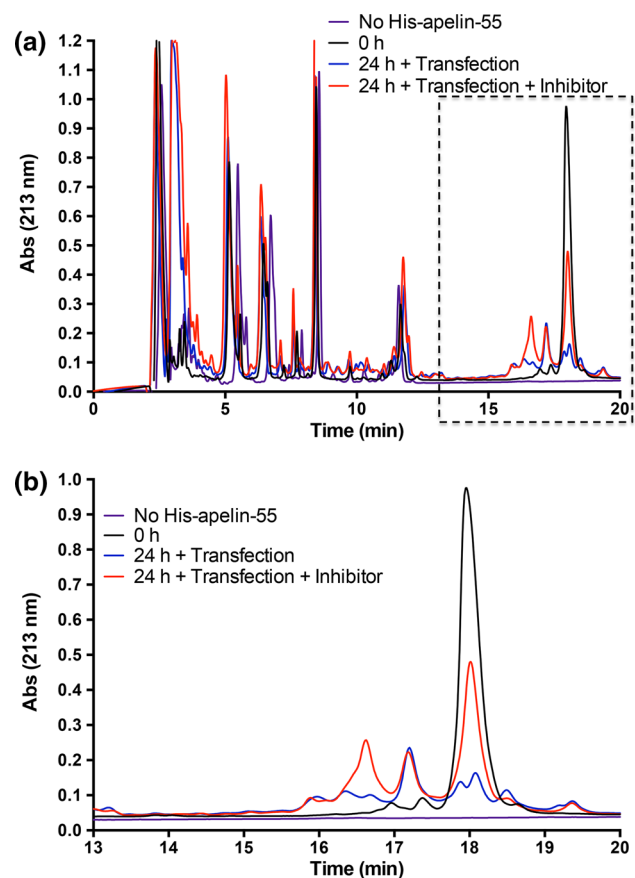 (a)
No His-apelin-55
0 h
24 h + Transfection
24 h + Transfection + Inhibitor
Abs (213 nm)
1.2
1.1
1.0
0.9
0.8
0.7
0.6
0.5
0.4
0.3
0.2
0.1
0.0
0 5 10 15 20
Time (min)
(b)
No His-apelin-55
0 h
24 h + Transfection
24 h + Transfection + Inhibitor
Abs (213 nm)
1.0
0.9
0.8
0.7
0.6
0.5
0.4
0.3
0.2
0.1
0.0
13 14 15 16 17 18 19 20
Time (min)